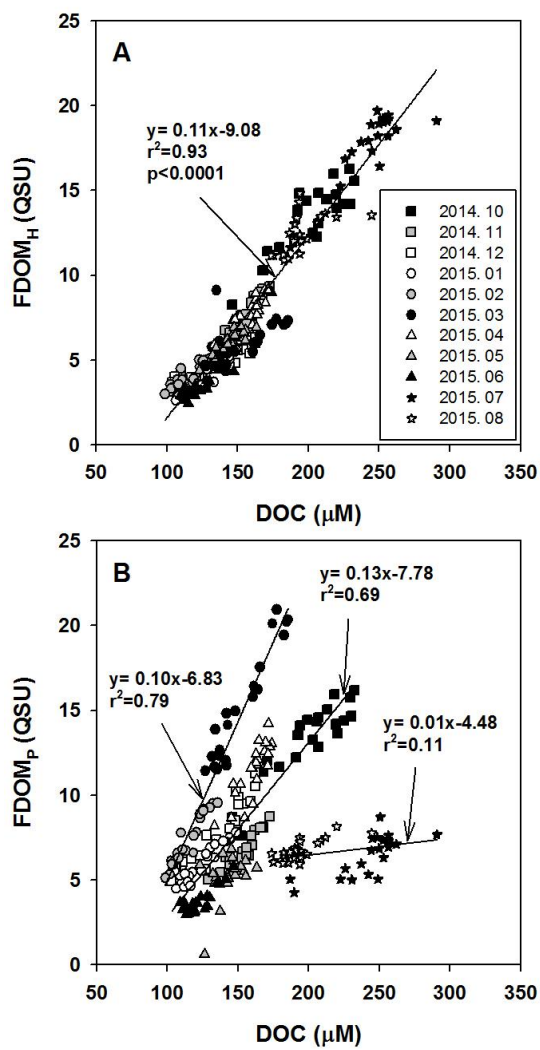 25
A
20
y= 0.11x-9.08
r²=0.93
p<0.0001
15
10
5
0
FDOM_H (QSU)
2014. 10
2014. 11
2014. 12
2015. 01
2015. 02
2015. 03
2015. 04
2015. 05
2015. 06
2015. 07
2015. 08
50 100 150 200 250 300 350
DOC (μM)
25
B
y= 0.13x-7.78
r²=0.69
20
y= 0.10x-6.83
r²=0.79
y= 0.01x-4.48
r²=0.11
15
10
5
0
FDOM_P (QSU)
50 100 150 200 250 300 350
DOC (μM)